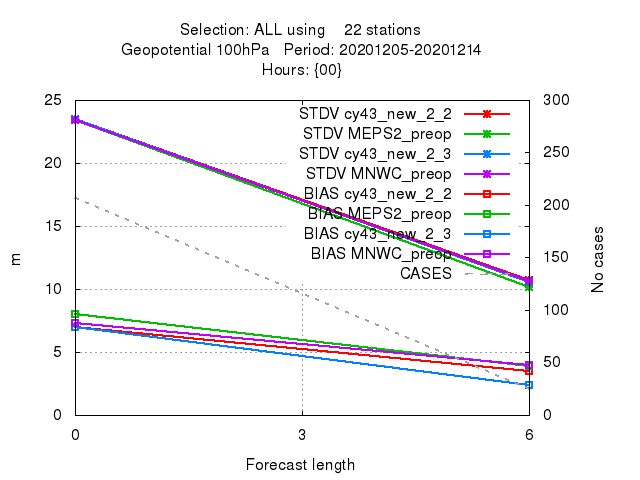 Selection: ALL using 22 stations
Geopotential 100hPa Period: 20201205-20201214
Hours: {00}
25
20
15
10
5
0
m
300
250
200
150
100
50
0
No cases
STDV cy43_new_2_2
STDV MEPS2_preop
STDV cy43_new_2_3
STDV MNWC_preop
BIAS cy43_new_2_2
BIAS MEPS2_preop
BIAS cy43_new_2_3
BIAS MNWC_preop
CASES
0
3
6
Forecast length